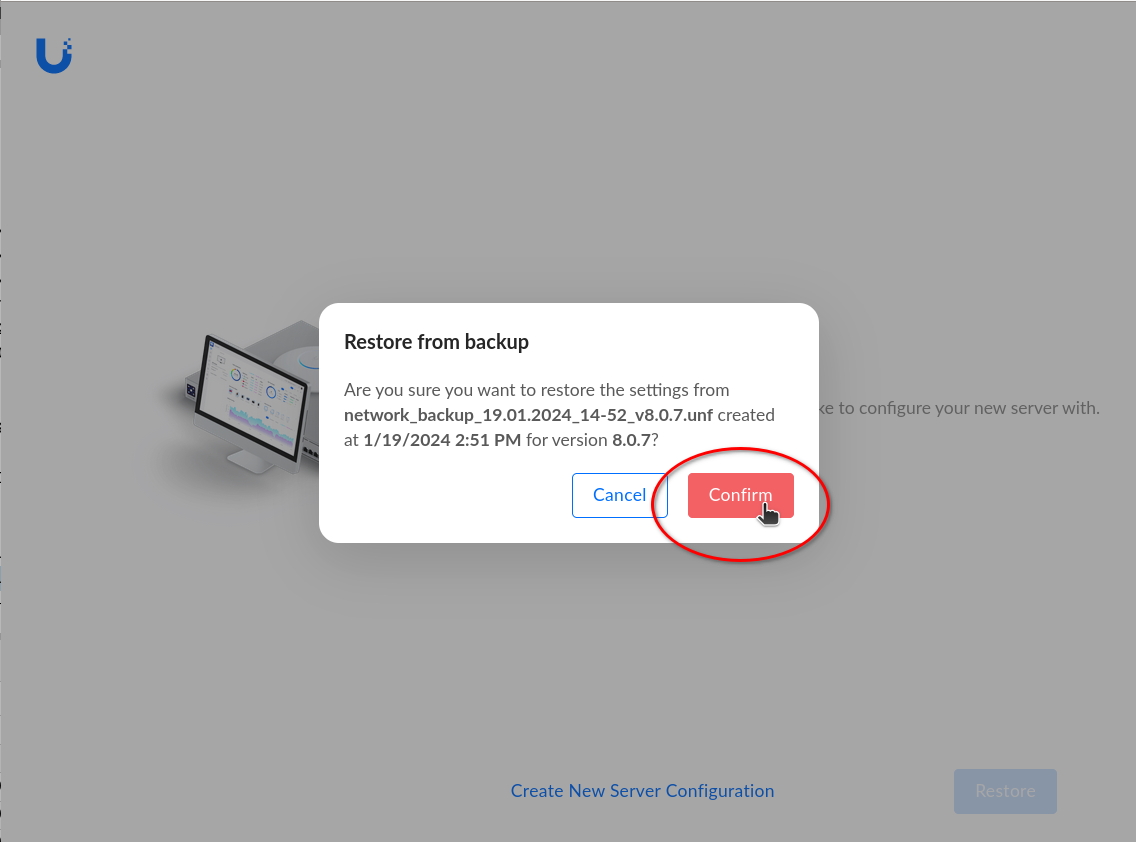 Restore from backup
Are you sure you want to restore the settings from
network_backup_19.01.2024_14-52_v8.0.7.unf created
at 1/19/2024 2:51 PM for version 8.0.7?
to configure your new server with.
Cancel
Confirm
Create New Server Configuration
Restore